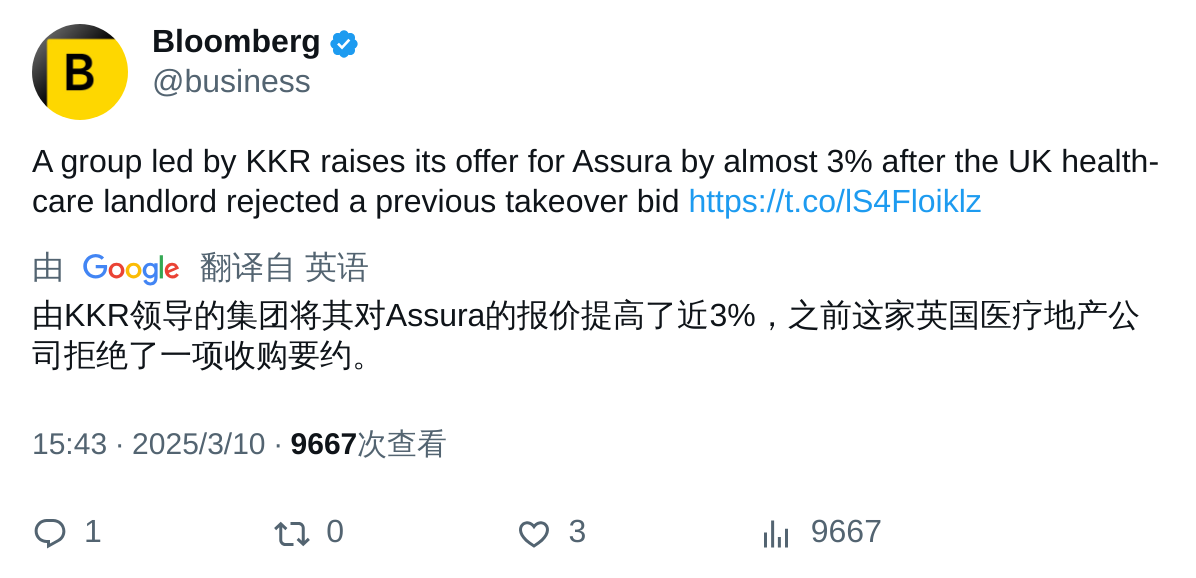 B
Bloomberg
@business
A group led by KKR raises its offer for Assura by almost 3% after the UK health-
care landlord rejected a previous takeover bid https://t.co/lS4Floiklz
由 Google 翻译自 英语
由KKR领导的集团将其对Assura的报价提高了近3%，之前这家英国医疗地产公
司拒绝了一项收购要约。
15:43 · 2025/3/10 · 9667次查看
1 0 3 9667